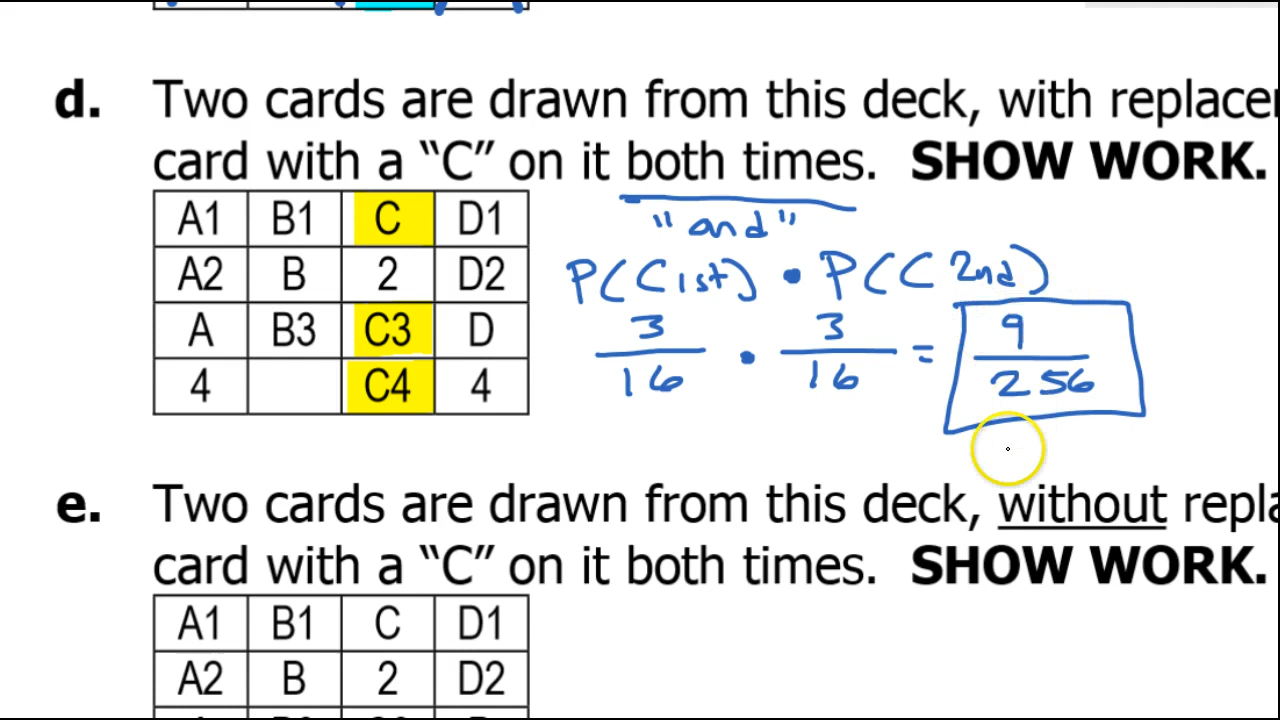 d. Two cards are drawn from this deck, with replace
card with a “C” on it both times. SHOW WORK.
A1 B1 C D1
A2 B 2 D2
A B3 C3 D
4 C4 4
"and"
P(C 1st) • P(C 2nd)
3/16 • 3/16 = 9/256
e. Two cards are drawn from this deck, without repla
card with a “C” on it both times. SHOW WORK.
A1 B1 C D1
A2 B 2 D2